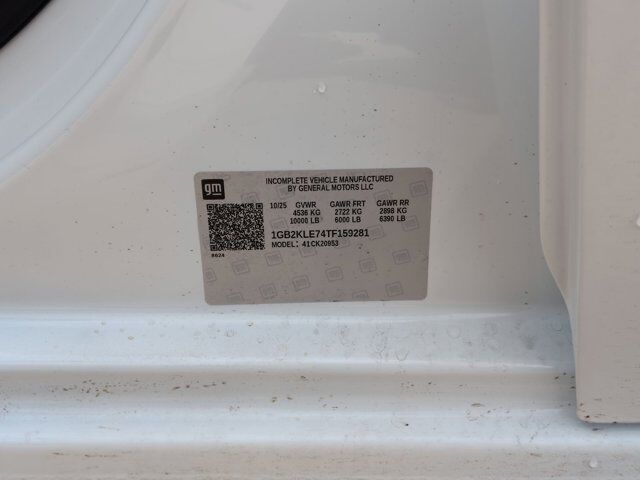 gm
INCOMPLETE VEHICLE MANUFACTURED
BY GENERAL MOTORS LLC
10/25 GVWR GAWR FRT GAWR RR
4536 KG 2722 KG 2898 KG
10000 LB 6000 LB 6390 LB
1GB2KLE74TF159281
MODEL: 41CK20953
8624